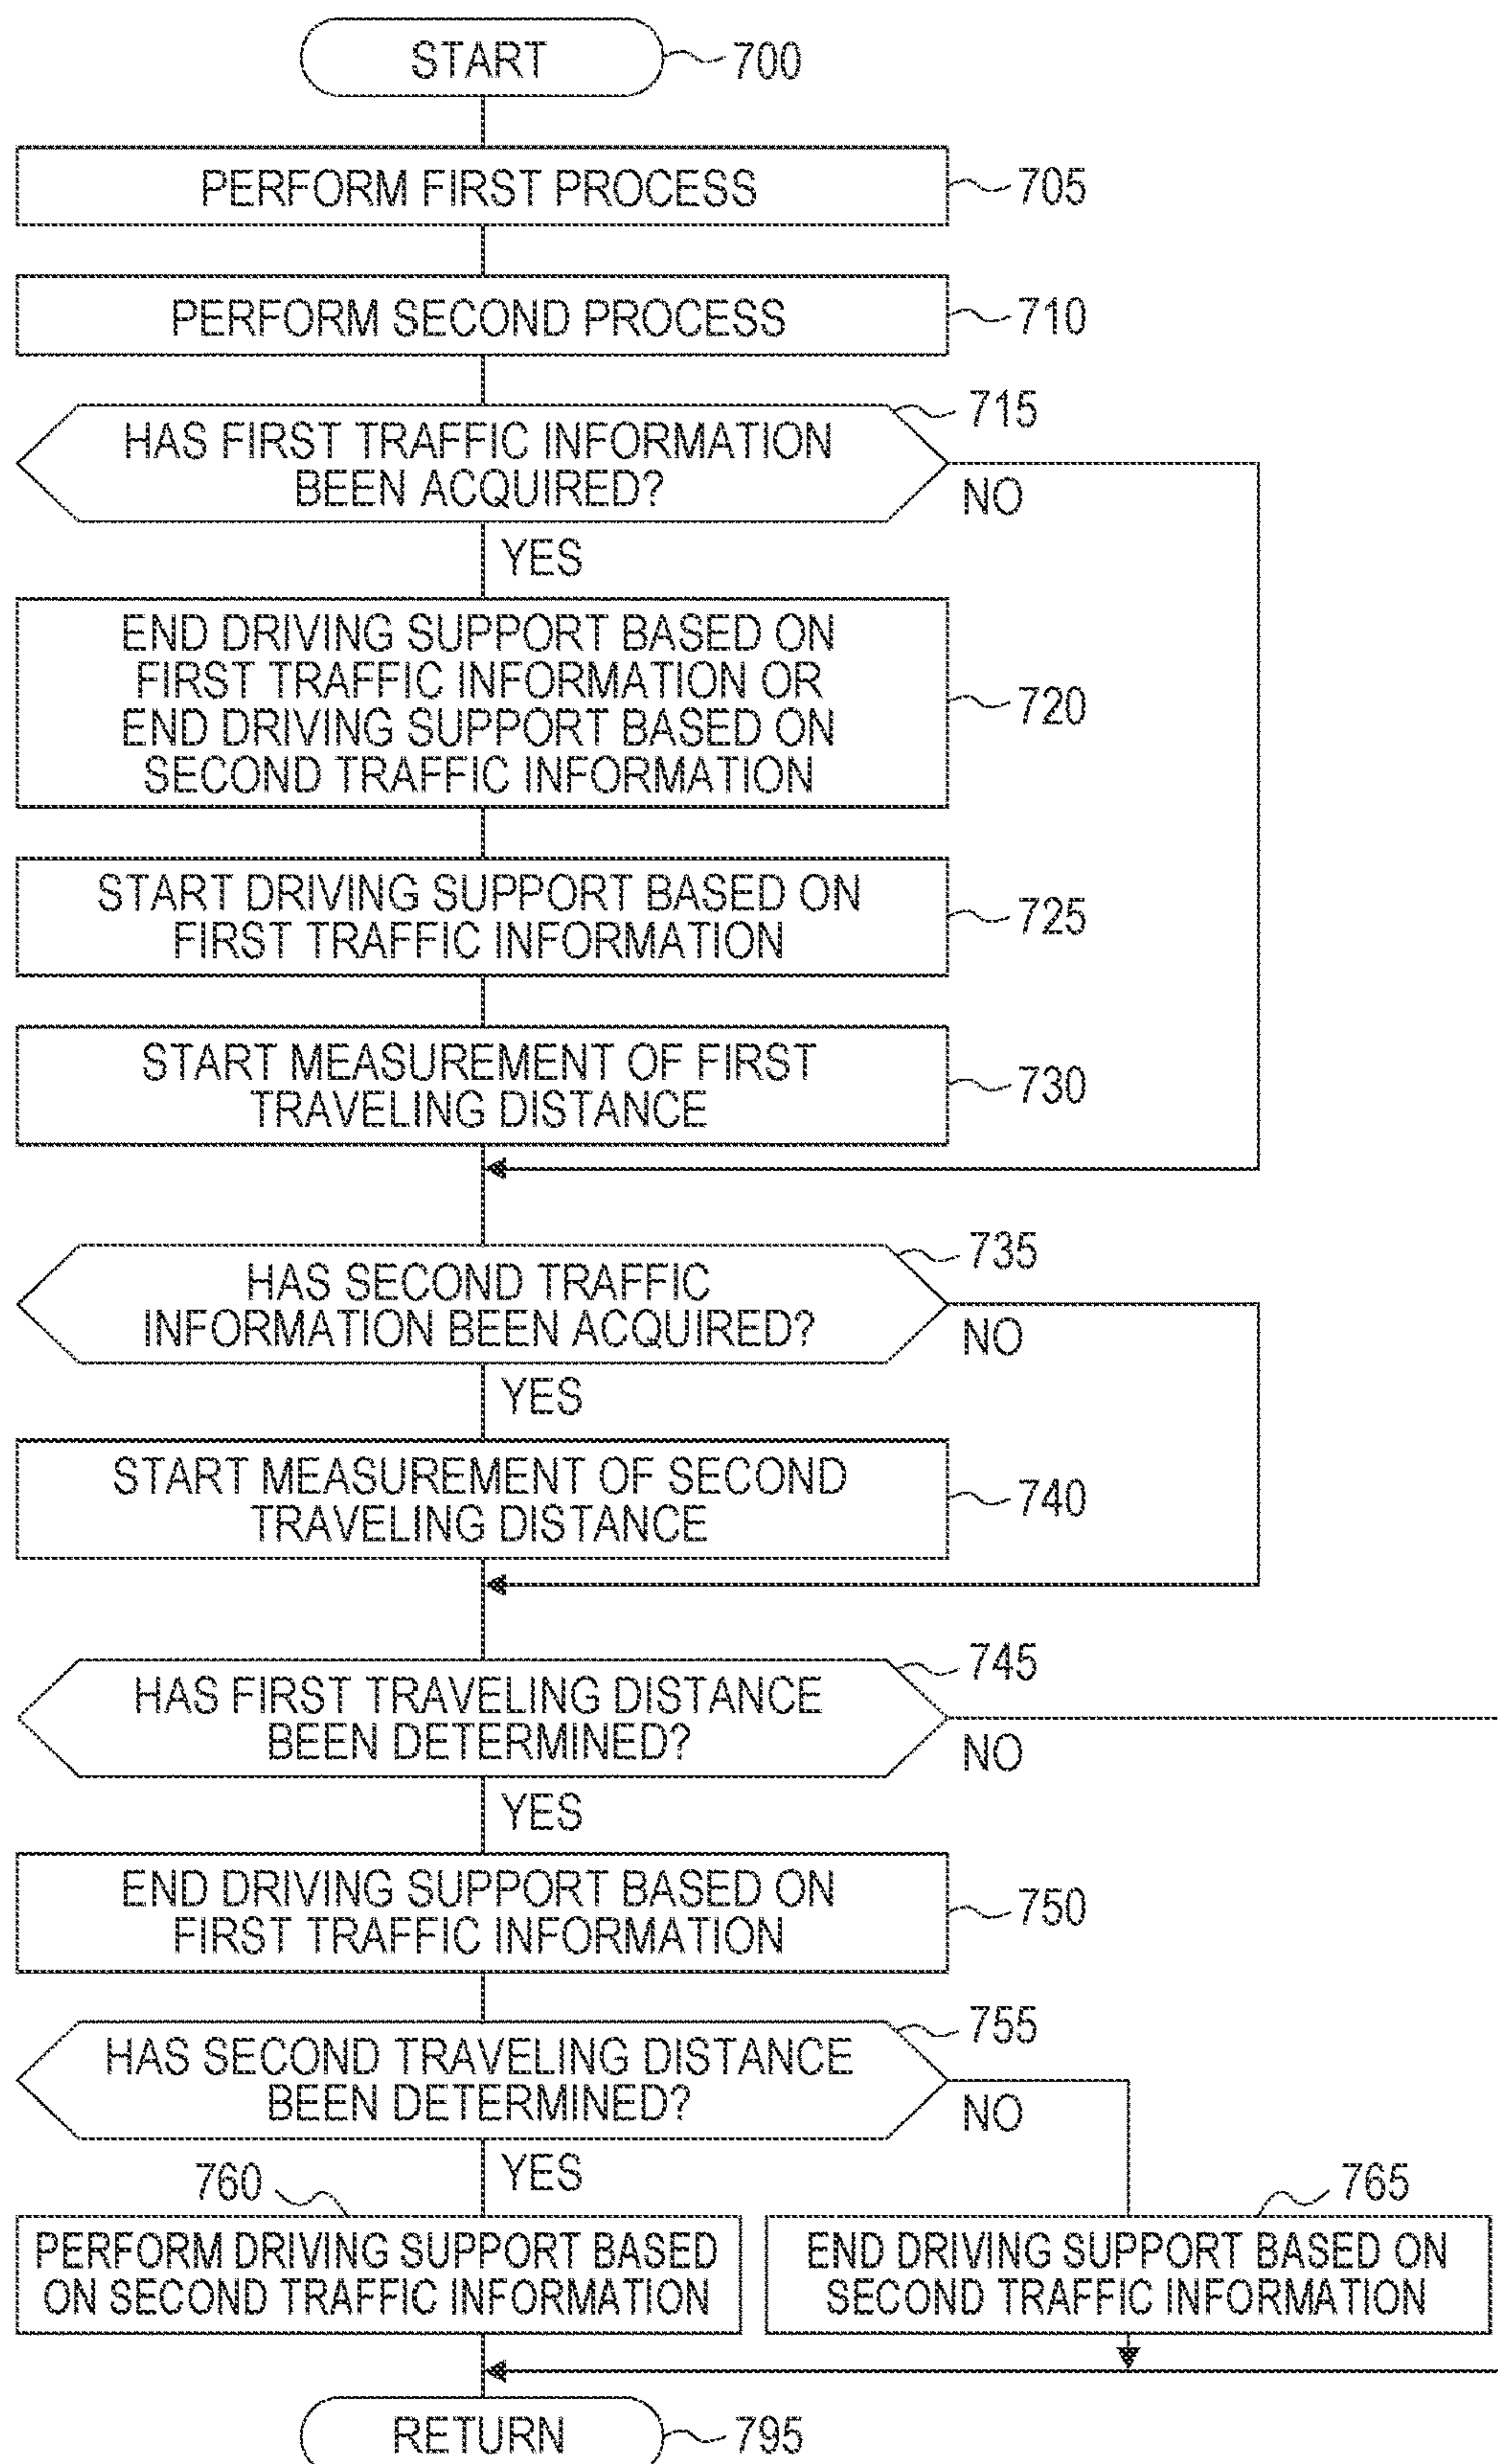 START
700
PERFORM FIRST PROCESS
705
PERFORM SECOND PROCESS
710
715
HAS FIRST TRAFFIC INFORMATION
BEEN ACQUIRED?
NO
YES
END DRIVING SUPPORT BASED ON
FIRST TRAFFIC INFORMATION OR
END DRIVING SUPPORT BASED ON
SECOND TRAFFIC INFORMATION
720
START DRIVING SUPPORT BASED ON
FIRST TRAFFIC INFORMATION
725
START MEASUREMENT OF FIRST
TRAVELING DISTANCE
730
735
HAS SECOND TRAFFIC
INFORMATION BEEN ACQUIRED?
NO
YES
START MEASUREMENT OF SECOND
TRAVELING DISTANCE
740
745
HAS FIRST TRAVELING DISTANCE
BEEN DETERMINED?
NO
YES
END DRIVING SUPPORT BASED ON
FIRST TRAFFIC INFORMATION
750
755
HAS SECOND TRAVELING DISTANCE
BEEN DETERMINED?
NO
YES
760
PERFORM DRIVING SUPPORT BASED
ON SECOND TRAFFIC INFORMATION
765
END DRIVING SUPPORT BASED ON
SECOND TRAFFIC INFORMATION
RETURN
795